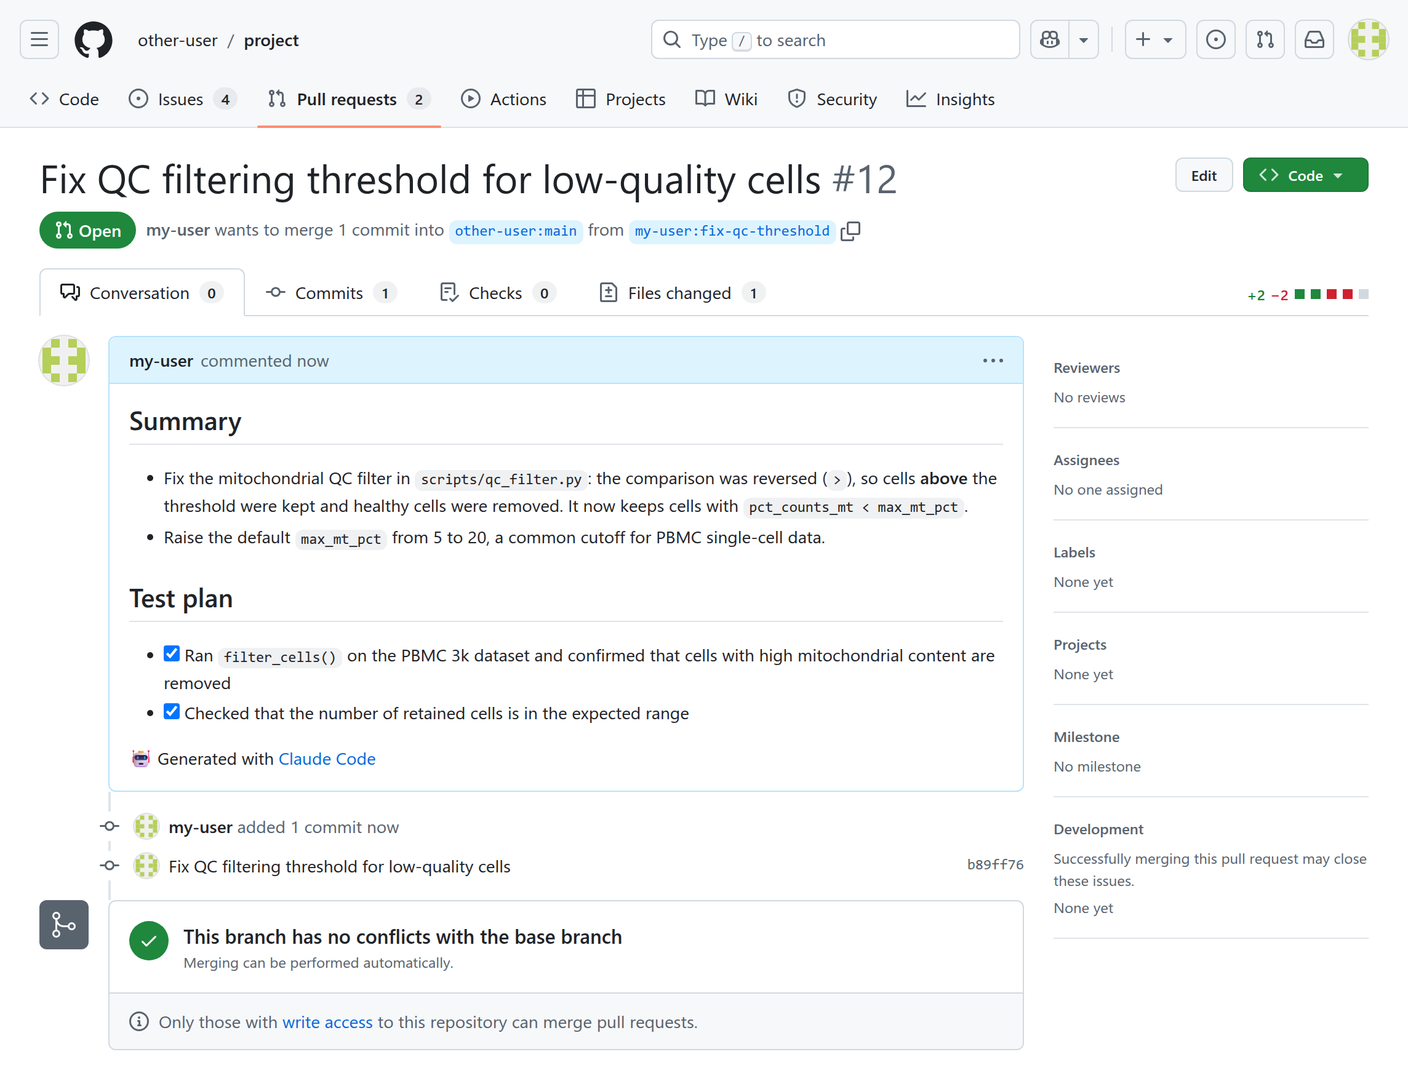 other-user / project
Type / to search
Code
Issues 4
Pull requests 2
Actions
Projects
Wiki
Security
Insights
Fix QC filtering threshold for low-quality cells #12
Edit
Code
Open
my-user wants to merge 1 commit into other-user:main from my-user:fix-qc-threshold
Conversation 0
Commits 1
Checks 0
Files changed 1
+2 −2
my-user commented now
Summary
Fix the mitochondrial QC filter in scripts/qc_filter.py: the comparison was reversed (>), so cells above the
threshold were kept and healthy cells were removed. It now keeps cells with pct_counts_mt < max_mt_pct.
Raise the default max_mt_pct from 5 to 20, a common cutoff for PBMC single-cell data.
Test plan
Ran filter_cells() on the PBMC 3k dataset and confirmed that cells with high mitochondrial content are
removed
Checked that the number of retained cells is in the expected range
Generated with Claude Code
my-user added 1 commit now
Fix QC filtering threshold for low-quality cells
b89ff76
This branch has no conflicts with the base branch
Merging can be performed automatically.
Only those with write access to this repository can merge pull requests.
Reviewers
No reviews
Assignees
No one assigned
Labels
None yet
Projects
None yet
Milestone
No milestone
Development
Successfully merging this pull request may close
these issues.
None yet